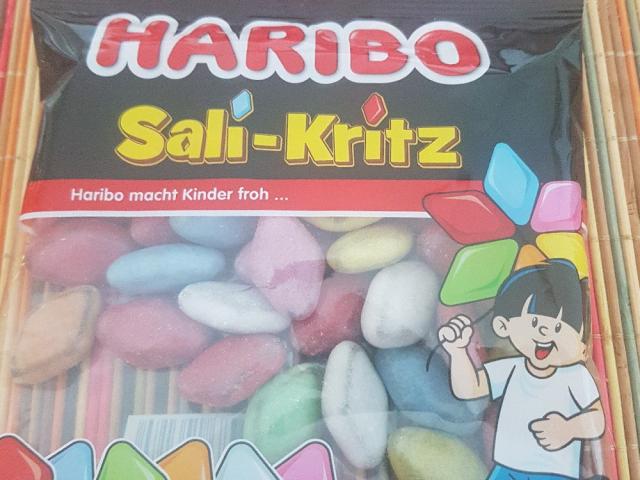 HARIBO
Sali-Kritz
Haribo macht Kinder froh ...